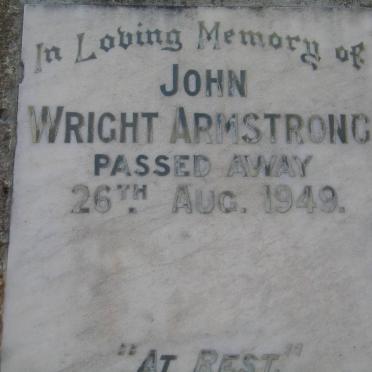 In Loving Memory of
JOHN
WRIGHT ARMSTRONG
PASSED AWAY
26TH. AUG. 1949.
"AT REST."